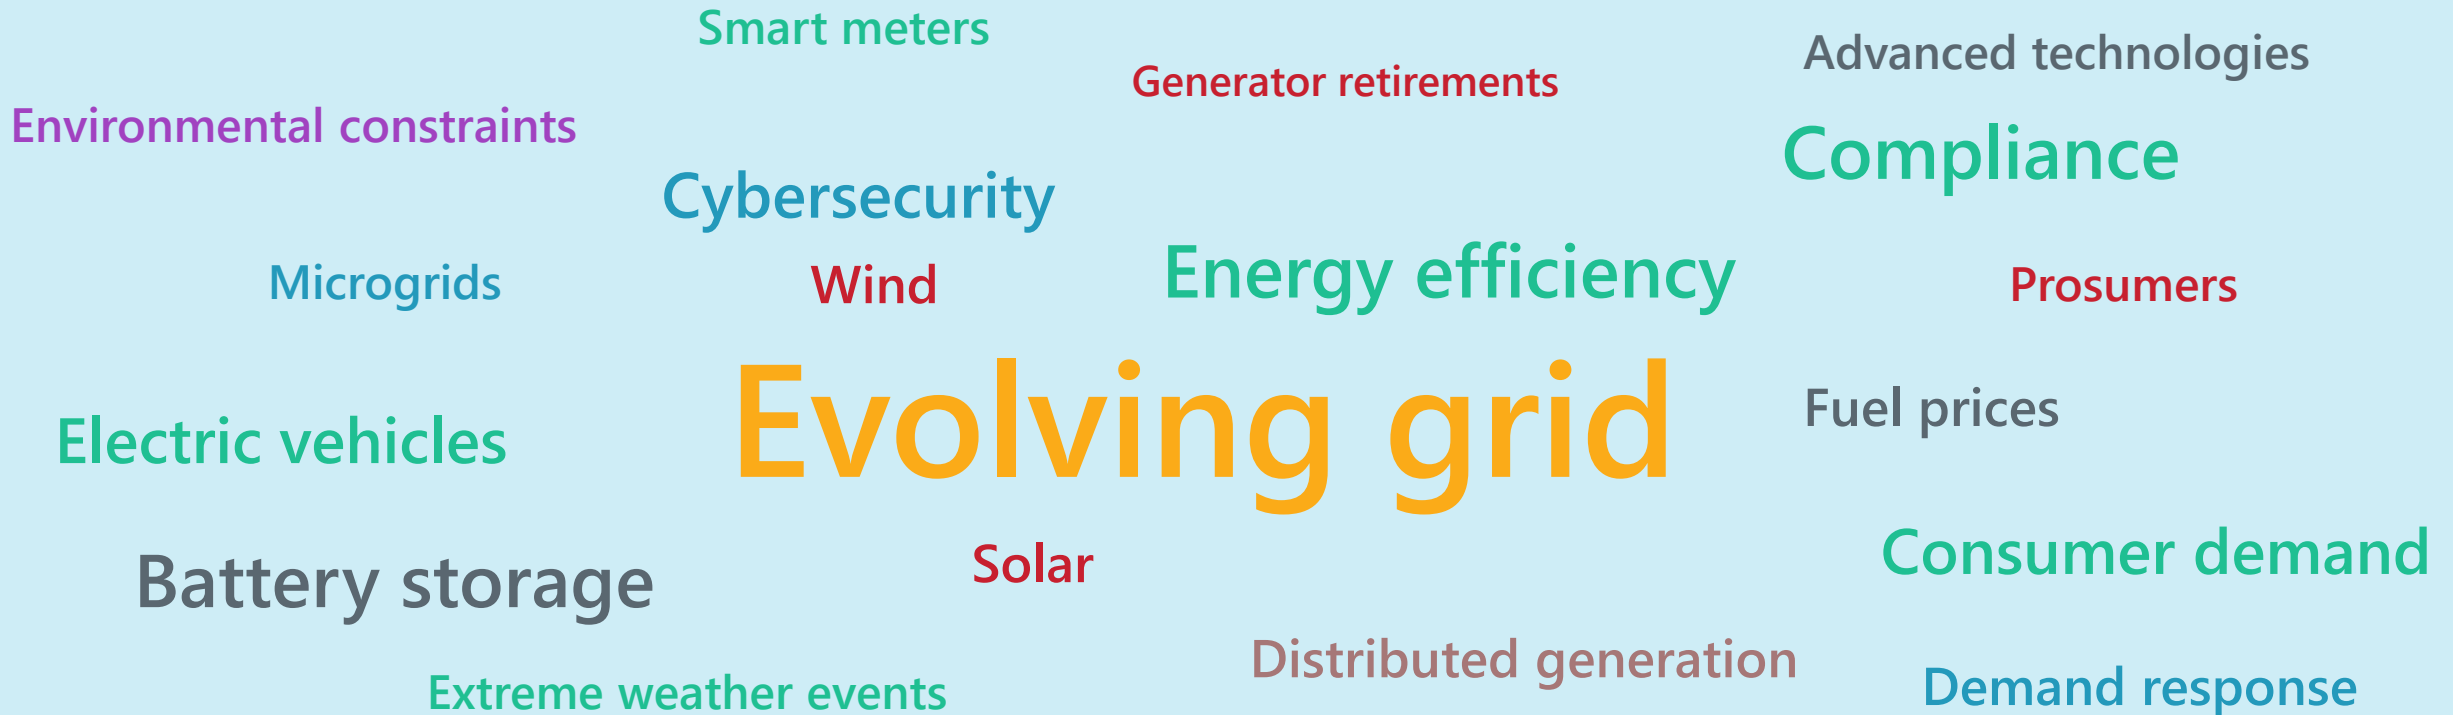 Smart meters
Advanced technologies
Generator retirements
Environmental constraints
Compliance
Cybersecurity
Energy efficiency
Microgrids
Wind
Prosumers
Evolving grid
Fuel prices
Electric vehicles
Consumer demand
Solar
Battery storage
Distributed generation
Demand response
Extreme weather events